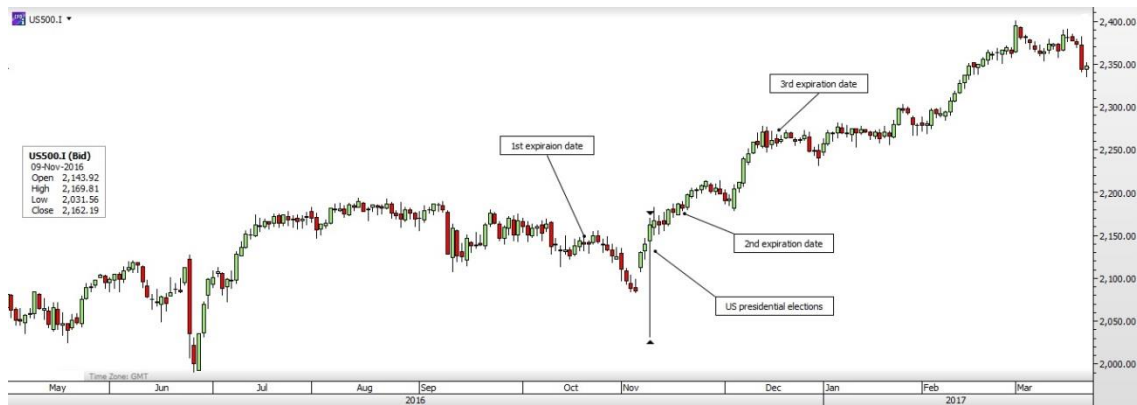 US500.I
2,400.00
2,350.00
2,300.00
2,250.00
2,200.00
2,150.00
2,100.00
2,050.00
2,000.00
3rd expiration date
1st expiraion date
US500.I (Bid)
09-Nov-2016
Open 2,143.92
High 2,169.81
Low 2,031.56
Close 2,162.19
2nd expiration date
US presidential elections
Time Zone: GMT
May Jun Jul Aug Sep Oct Nov Dec Jan Feb Mar
2016 2017